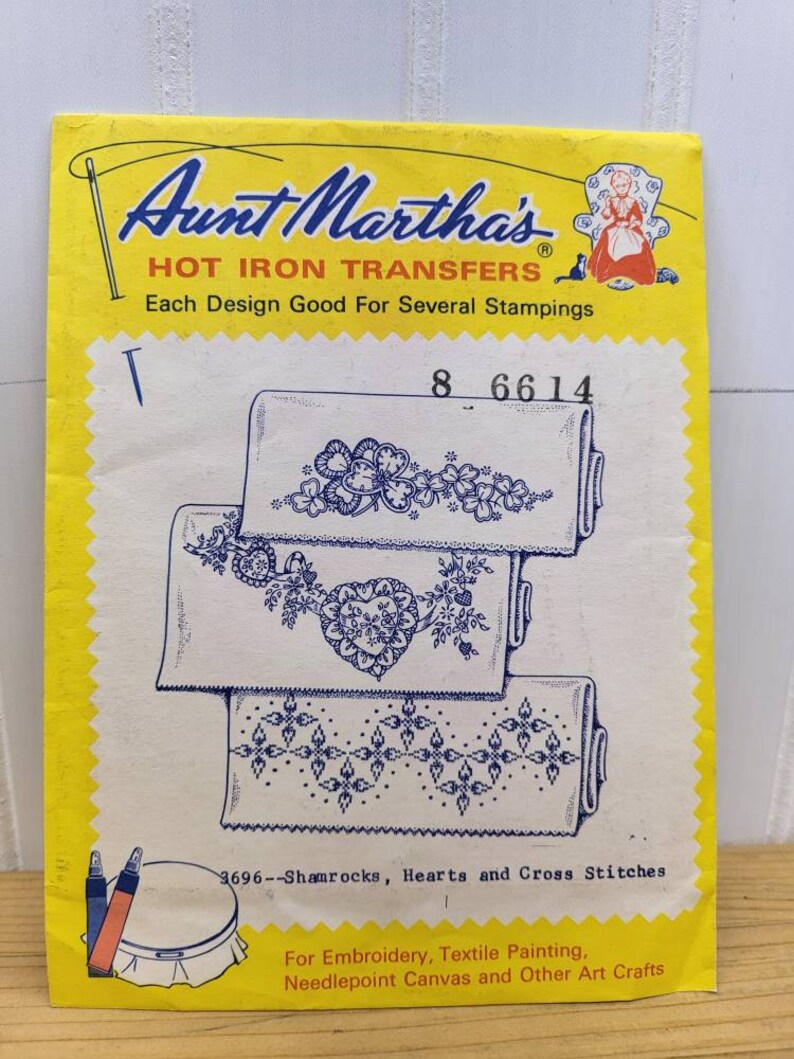 Aunt Martha's ®
HOT IRON TRANSFERS
Each Design Good For Several Stampings
8 6614
3696--Shamrocks, Hearts and Cross Stitches
For Embroidery, Textile Painting,
Needlepoint Canvas and Other Art Crafts